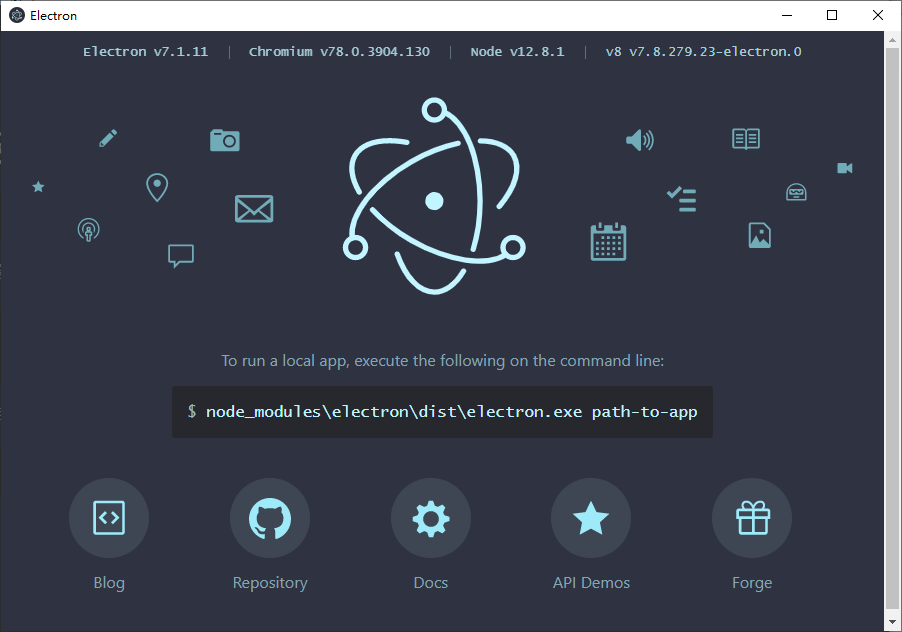 Electron
Electron v7.1.11 | Chromium v78.0.3904.130 | Node v12.8.1 | v8 v7.8.279.23-electron.0
To run a local app, execute the following on the command line:
$ node_modules\electron\dist\electron.exe path-to-app
Blog Repository Docs API Demos Forge